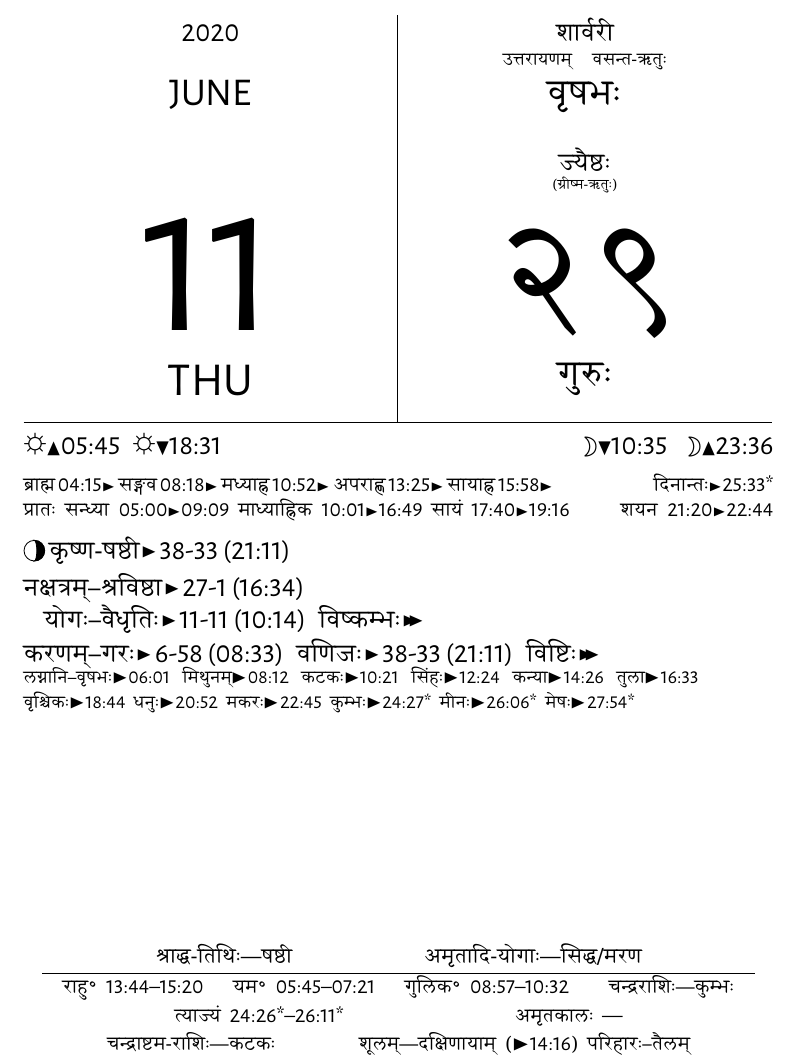 2020
JUNE
11
THU
शार्वरी
उत्तरायणम् वसन्त-ऋतुः
वृषभः
ज्यैष्ठः
(ग्रीष्म-ऋतुः)
२९
गुरुः
☼▲05:45 ☼▼18:31 ☽▼10:35 ☽▲23:36
ब्राह्म 04:15► सङ्गव 08:18► मध्याह्न 10:52► अपराह्ण 13:25► सायाह्न 15:58► दिनान्तः►25:33*
प्रातः सन्ध्या 05:00►09:09 माध्याह्निक 10:01►16:49 सायं 17:40►19:16 शयन 21:20►22:44
कृष्ण-षष्ठी►38-33 (21:11)
नक्षत्रम्–श्रविष्ठा►27-1 (16:34)
योगः–वैधृतिः►11-11 (10:14) विष्कम्भः►►
करणम्–गरः►6-58 (08:33) वणिजः►38-33 (21:11) विष्टिः►►
लग्नानि–वृषभः►06:01 मिथुनम्►08:12 कटकः►10:21 सिंहः►12:24 कन्या►14:26 तुला►16:33
वृश्चिकः►18:44 धनुः►20:52 मकरः►22:45 कुम्भः►24:27* मीनः►26:06* मेषः►27:54*
श्राद्ध-तिथिः—षष्ठी अमृतादि-योगाः—सिद्ध/मरण
राहु° 13:44–15:20 यम° 05:45–07:21 गुलिक° 08:57–10:32 चन्द्रराशिः—कुम्भः
त्याज्यं 24:26*–26:11* अमृतकालः —
चन्द्राष्टम-राशिः—कटकः शूलम्—दक्षिणायाम् (►14:16) परिहारः–तैलम्